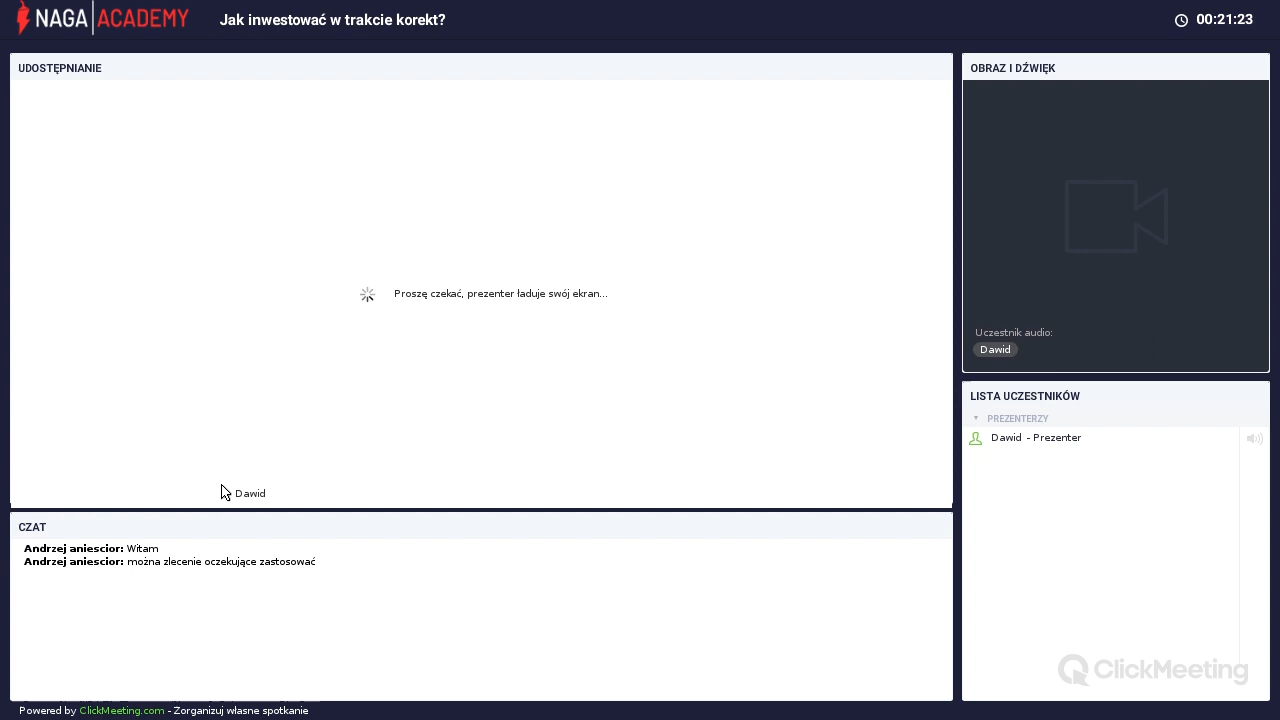 NAGA|ACADEMY
Jak inwestować w trakcie korekt?
00:21:23
UDOSTĘPNIANIE
Proszę czekać, prezenter ładuje swój ekran...
Dawid
OBRAZ I DŹWIĘK
Uczestnik audio:
Dawid
LISTA UCZESTNIKÓW
PREZENTERZY
Dawid - Prezenter
CZAT
Andrzej aniescior: Witam
Andrzej aniescior: można zlecenie oczekujące zastosować
ClickMeeting
Powered by ClickMeeting.com - Zorganizuj własne spotkanie